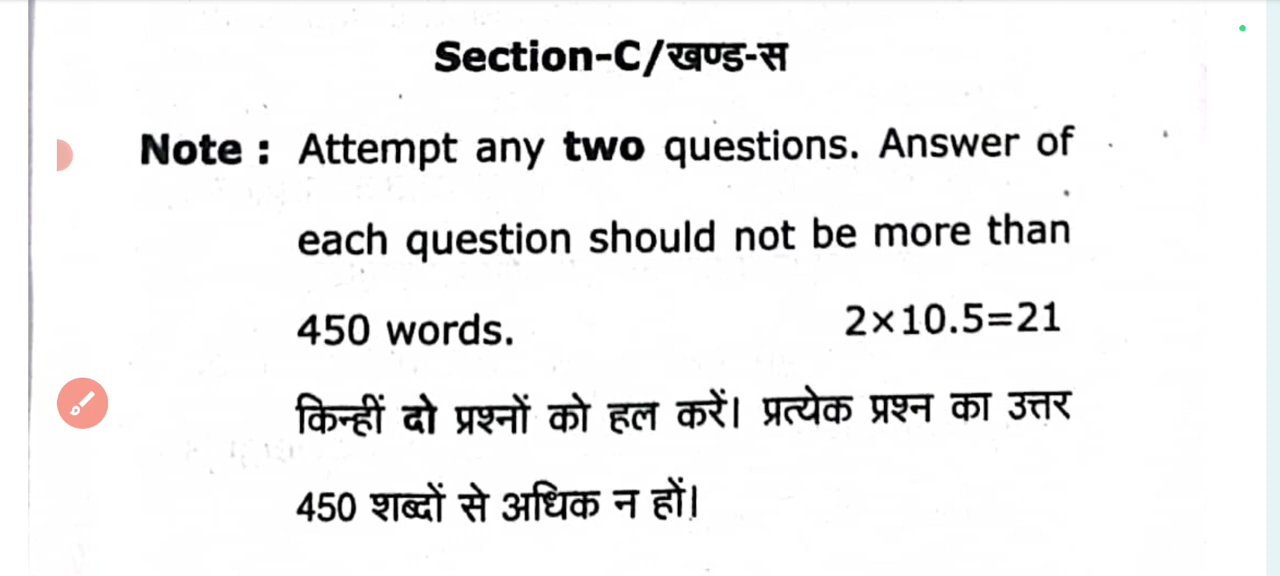 Section-C/खण्ड-स
Note : Attempt any two questions. Answer of
each question should not be more than
450 words. 2×10.5=21
किन्हीं दो प्रश्नों को हल करें। प्रत्येक प्रश्न का उत्तर
450 शब्दों से अधिक न हों।